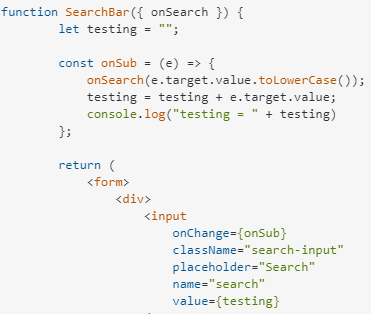 function SearchBar({ onSearch }) {
let testing = "";
const onSub = (e) => {
onSearch(e.target.value.toLowerCase());
testing = testing + e.target.value;
console.log("testing = " + testing)
};
return (
<form>
<div>
<input
onChange={onSub}
className="search-input"
placeholder="Search"
name="search"
value={testing}